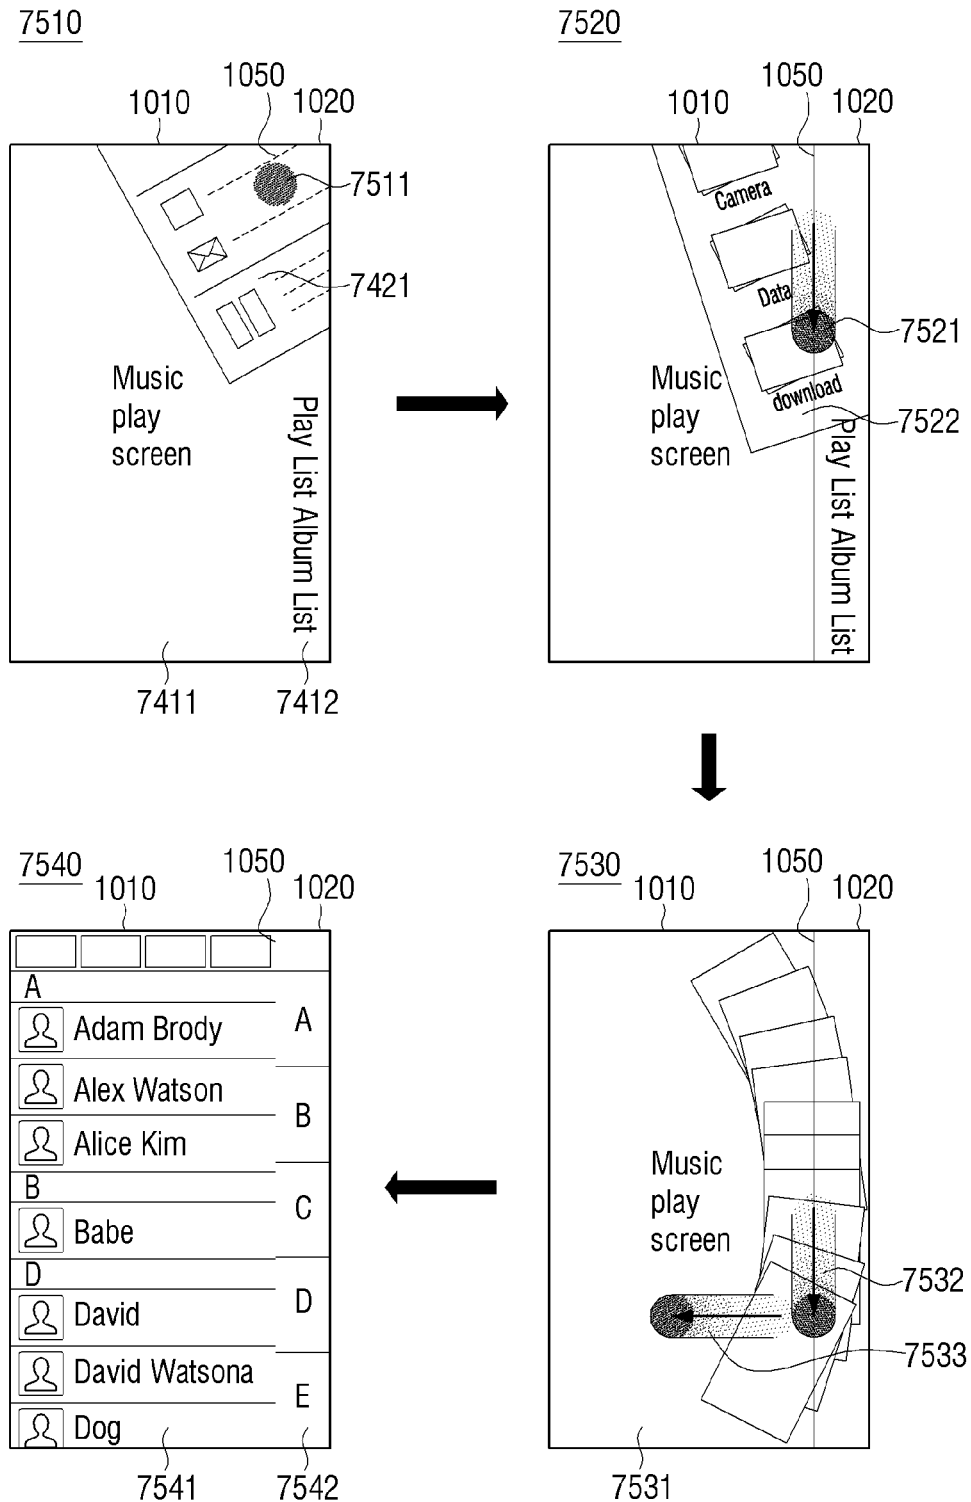 7510
1050
1010
1020
7511
7421
Music
play
screen
Play List Album List
7411
7412
7520
1050
1010
1020
Camera
Data
download
7521
7522
Music
play
screen
Play List Album List
7540
1050
1010
1020
A
Adam Brody
Alex Watson
Alice Kim
B
Babe
D
David
David Watsona
Dog
A
B
C
D
E
7541
7542
7530
1050
1010
1020
Music
play
screen
7532
7533
7531